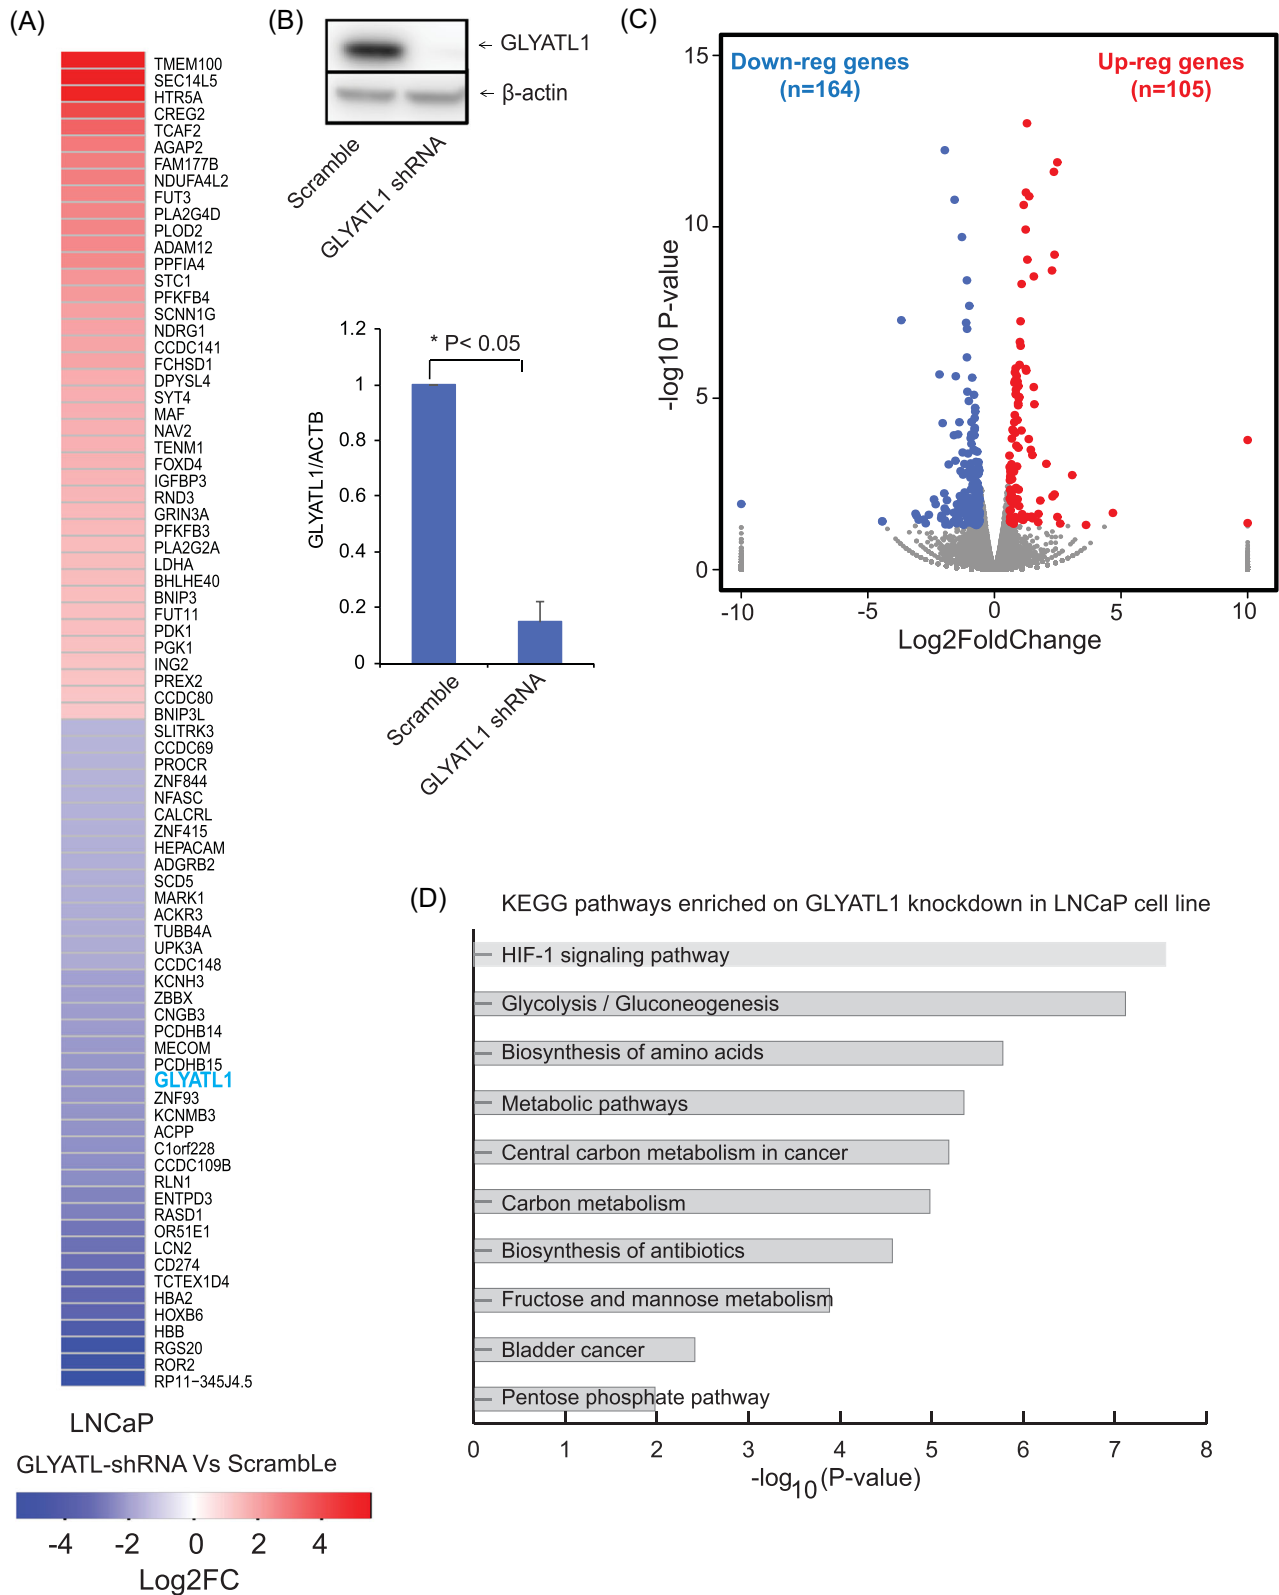 (A)
TMEM100
SEC14L5
HTR5A
CREG2
TCAF2
AGAP2
FAM177B
NDUFA4L2
FUT3
PLA2G4D
PLOD2
ADAM12
PPFIA4
STC1
PFKFB4
SCNN1G
NDRG1
CCDC141
FCHSD1
DPYSL4
SYT4
MAF
NAV2
TENM1
FOXD4
IGFBP3
RND3
GRIN3A
PFKFB3
PLA2G2A
LDHA
BHLHE40
BNIP3
FUT11
PDK1
PGK1
ING2
PREX2
CCDC80
BNIP3L
SLITRK3
CCDC69
PROCR
ZNF844
NFASC
CALCRL
ZNF415
HEPACAM
ADGRB2
SCD5
MARK1
ACKR3
TUBB4A
UPK3A
CCDC148
KCNH3
ZBBX
CNGB3
PCDHB14
MECOM
PCDHB15
GLYATL1
ZNF93
KCNMB3
ACPP
C1orf228
CCDC109B
RLN1
ENTPD3
RASD1
OR51E1
LCN2
CD274
TCTEX1D4
HBA2
HOXB6
HBB
RGS20
ROR2
RP11−345J4.5
LNCaP
GLYATL-shRNA Vs ScrambLe
-4 -2 0 2 4
Log2FC
(B)
← GLYATL1
← β-actin
Scramble
GLYATL1 shRNA
GLYATL1/ACTB
1.2
1
0.8
0.6
0.4
0.2
0
* P< 0.05
Scramble
GLYATL1 shRNA
(C)
Down-reg genes
(n=164)
Up-reg genes
(n=105)
-log10 P-value
15
10
5
0
-10 -5 0 5 10
Log2FoldChange
(D)
KEGG pathways enriched on GLYATL1 knockdown in LNCaP cell line
HIF-1 signaling pathway
Glycolysis / Gluconeogenesis
Biosynthesis of amino acids
Metabolic pathways
Central carbon metabolism in cancer
Carbon metabolism
Biosynthesis of antibiotics
Fructose and mannose metabolism
Bladder cancer
Pentose phosphate pathway
0 1 2 3 4 5 6 7 8
-log10(P-value)